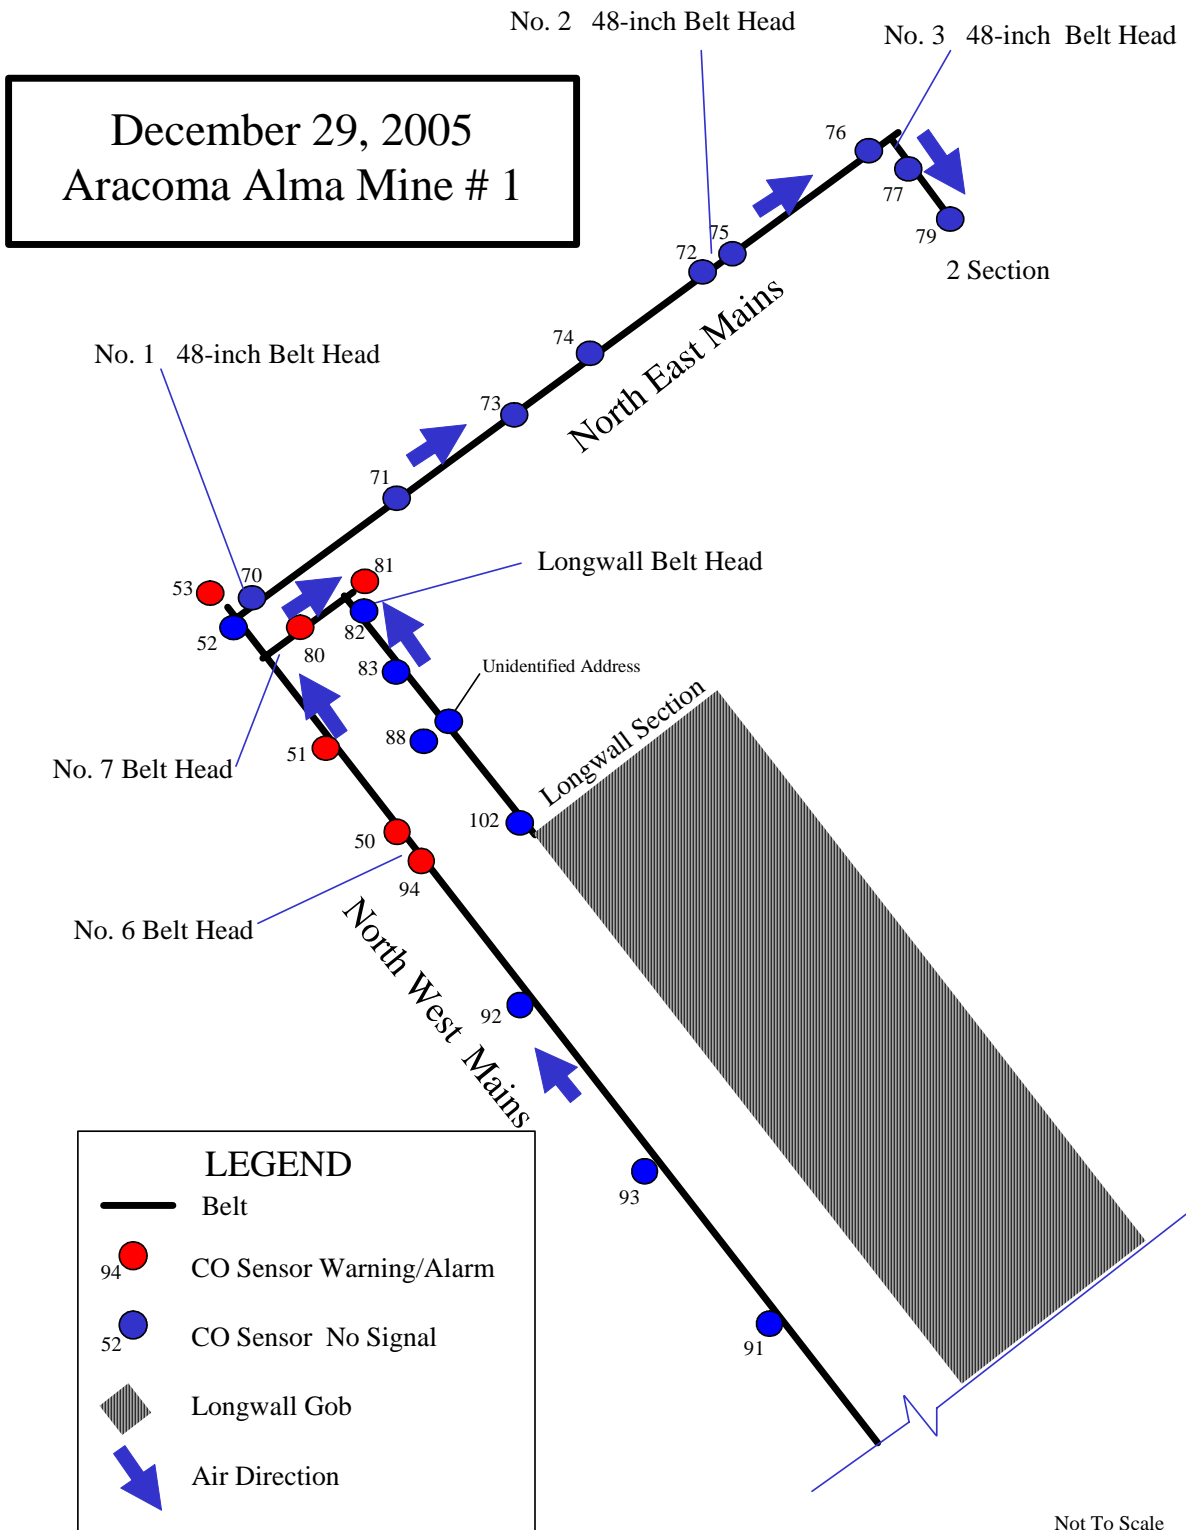 No. 2 48-inch Belt Head
No. 3 48-inch Belt Head
December 29, 2005
Aracoma Alma Mine # 1
76
77
79
2 Section
75
72
74
73
71
North East Mains
No. 1 48-inch Belt Head
70
53
52
81
80
82
Longwall Belt Head
83
Unidentified Address
88
51
No. 7 Belt Head
Longwall Section
102
50
94
No. 6 Belt Head
North West Mains
92
93
91
LEGEND
Belt
94
CO Sensor Warning/Alarm
52
CO Sensor No Signal
Longwall Gob
Air Direction
Not To Scale